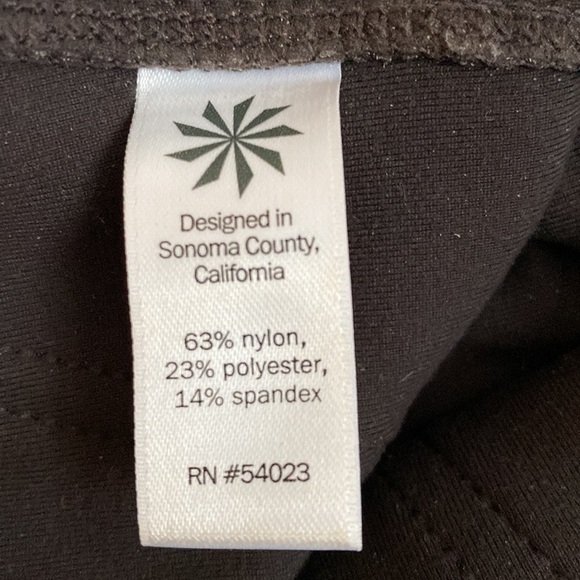 Designed in
Sonoma County,
California
63% nylon,
23% polyester,
14% spandex
RN #54023